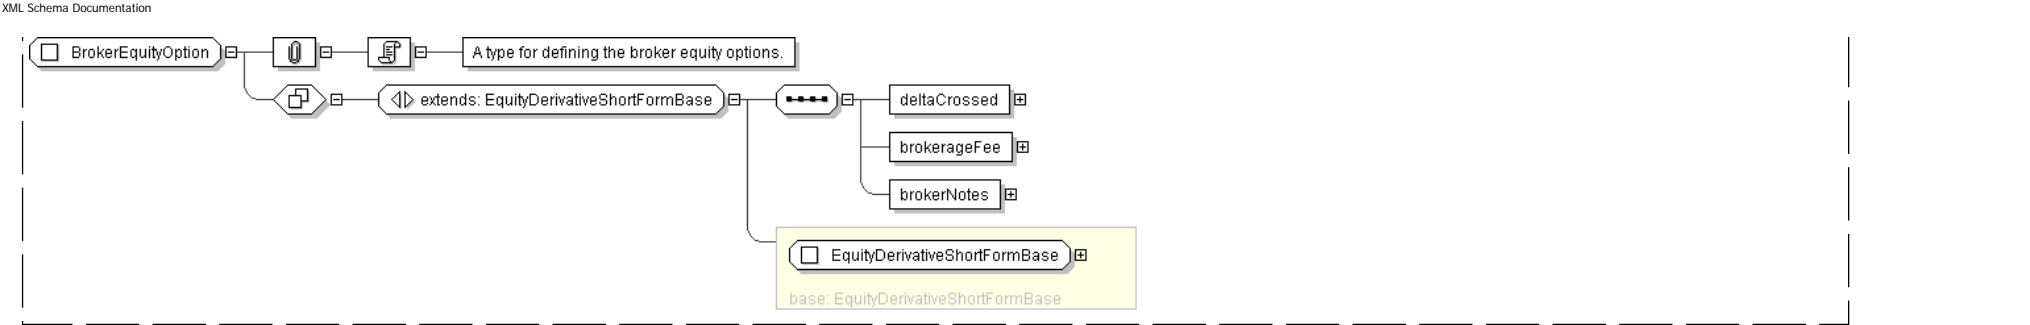 XML Schema Documentation
BrokerEquityOption
A type for defining the broker equity options.
extends: EquityDerivativeShortFormBase
deltaCrossed
brokerageFee
brokerNotes
EquityDerivativeShortFormBase
base: EquityDerivativeShortFormBase